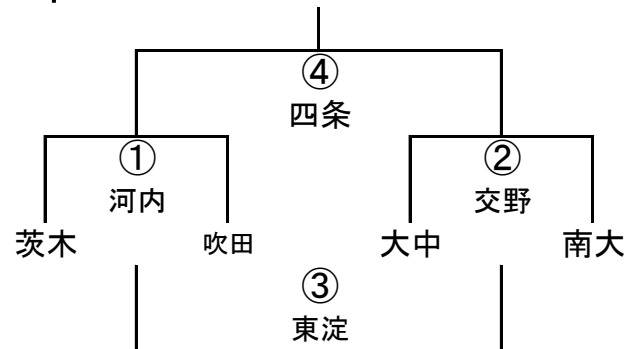 ④
四条
① ②
河内 交野
茨木 吹田 大中 南大
③
東淀